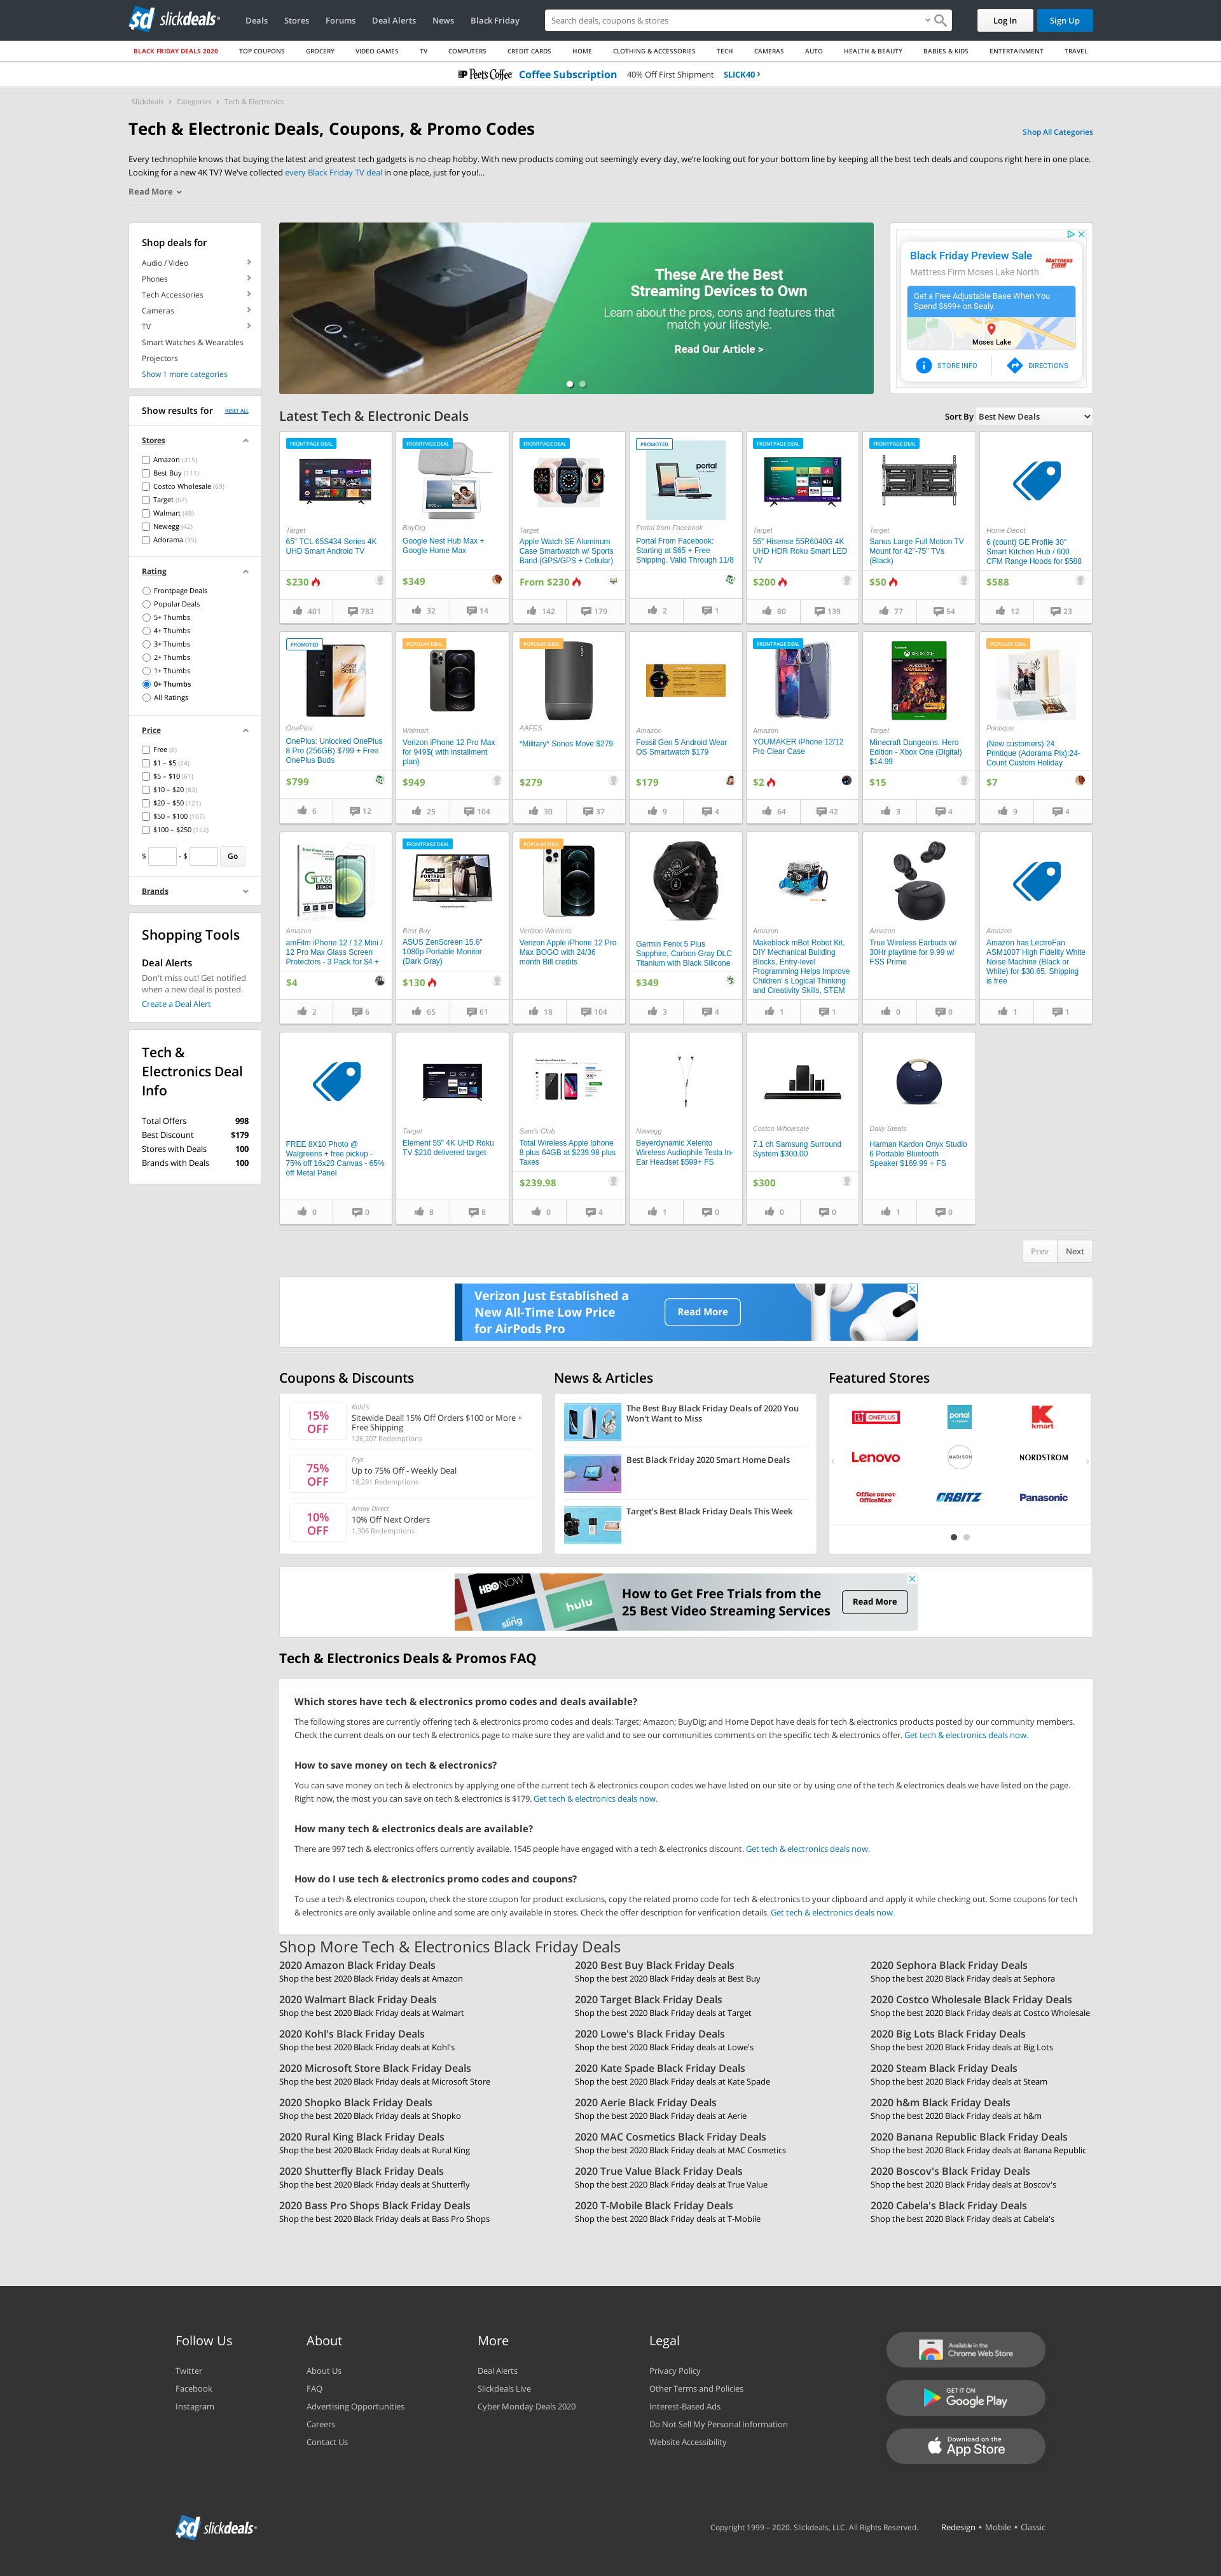 slickdeals
Deals
Stores
Forums
Deal Alerts
News
Black Friday
Search deals, coupons & stores
Log In
Sign Up
BLACK FRIDAY DEALS 2020
TOP COUPONS
GROCERY
VIDEO GAMES
TV
COMPUTERS
CREDIT CARDS
HOME
CLOTHING & ACCESSORIES
TECH
CAMERAS
AUTO
HEALTH & BEAUTY
BABIES & KIDS
ENTERTAINMENT
TRAVEL
Peet's Coffee Coffee Subscription 40% Off First Shipment SLICK40 >
Slickdeals > Categories > Tech & Electronics
Tech & Electronic Deals, Coupons, & Promo Codes
Shop All Categories
Every technophile knows that buying the latest and greatest tech gadgets is no cheap hobby. With new products coming out seemingly every day, we're looking out for your bottom line by keeping all the best tech deals and coupons right here in one place.
Looking for a new 4K TV? We've collected every Black Friday TV deal in one place, just for you!...
Read More
Shop deals for
Audio / Video
Phones
Tech Accessories
Cameras
TV
Smart Watches & Wearables
Projectors
Show 1 more categories
Show results for
RESET ALL
Stores
Amazon (315)
Best Buy (111)
Costco Wholesale (69)
Target (67)
Walmart (48)
Newegg (42)
Adorama (35)
Rating
Frontpage Deals
Popular Deals
5+ Thumbs
4+ Thumbs
3+ Thumbs
2+ Thumbs
1+ Thumbs
0+ Thumbs
All Ratings
Price
Free (8)
$1 – $5 (24)
$5 – $10 (61)
$10 – $20 (83)
$20 – $50 (121)
$50 – $100 (107)
$100 – $250 (152)
$ - $ Go
Brands
Shopping Tools
Deal Alerts
Don't miss out! Get notified
when a new deal is posted.
Create a Deal Alert
Tech &
Electronics Deal
Info
Total Offers 998
Best Discount $179
Stores with Deals 100
Brands with Deals 100
These Are the Best
Streaming Devices to Own
Learn about the pros, cons and features that
match your lifestyle.
Read Our Article >
Black Friday Preview Sale
Mattress Firm Moses Lake North
MATTRESS FIRM
Get a Free Adjustable Base When You
Spend $699+ on Sealy.
Moses Lake
STORE INFO
DIRECTIONS
Latest Tech & Electronic Deals
Sort By Best New Deals
FRONTPAGE DEAL
Target
65" TCL 65S434 Series 4K
UHD Smart Android TV
$230
401 783
FRONTPAGE DEAL
BuyDig
Google Nest Hub Max +
Google Home Max
$349
32 14
FRONTPAGE DEAL
Target
Apple Watch SE Aluminum
Case Smartwatch w/ Sports
Band (GPS/GPS + Cellular)
From $230
142 179
PROMOTED
portal
Portal from Facebook
Portal From Facebook:
Starting at $65 + Free
Shipping. Valid Through 11/8
2 1
FRONTPAGE DEAL
Target
55" Hisense 55R6040G 4K
UHD HDR Roku Smart LED
TV
$200
80 139
FRONTPAGE DEAL
Target
Sanus Large Full Motion TV
Mount for 42"-75" TVs
(Black)
$50
77 54
Home Depot
6 (count) GE Profile 30"
Smart Kitchen Hub / 600
CFM Range Hoods for $588
$588
12 23
PROMOTED
OnePlus
OnePlus: Unlocked OnePlus
8 Pro (256GB) $799 + Free
OnePlus Buds
$799
6 12
POPULAR DEAL
Walmart
Verizon iPhone 12 Pro Max
for 949$( with installment
plan)
$949
25 104
POPULAR DEAL
AAFES
*Military* Sonos Move $279
$279
30 37
Amazon
Fossil Gen 5 Android Wear
OS Smartwatch $179
$179
9 4
FRONTPAGE DEAL
Amazon
YOUMAKER iPhone 12/12
Pro Clear Case
$2
64 42
XBOX ONE
Target
Minecraft Dungeons: Hero
Edition - Xbox One (Digital)
$14.99
$15
3 4
POPULAR DEAL
Printique
(New customers) 24
Printique (Adorama Pix):24-
Count Custom Holiday
$7
9 4
GLASS
Amazon
amFilm iPhone 12 / 12 Mini /
12 Pro Max Glass Screen
Protectors - 3 Pack for $4 +
$4
2 6
FRONTPAGE DEAL
ASUS
PORTABLE
MONITOR
Best Buy
ASUS ZenScreen 15.6"
1080p Portable Monitor
(Dark Gray)
$130
65 61
POPULAR DEAL
Verizon Wireless
Verizon Apple iPhone 12 Pro
Max BOGO with 24/36
month Bill credits
18 104
Garmin Fenix 5 Plus
Sapphire, Carbon Gray DLC
Titanium with Black Silicone
$349
3 4
Amazon
Makeblock mBot Robot Kit,
DIY Mechanical Building
Blocks, Entry-level
Programming Helps Improve
Children' s Logical Thinking
and Creativity Skills, STEM
1 1
Amazon
True Wireless Earbuds w/
30Hr playtime for 9.99 w/
FSS Prime
0 0
Amazon
Amazon has LectroFan
ASM1007 High Fidelity White
Noise Machine (Black or
White) for $30.65. Shipping
is free
1 1
FREE 8X10 Photo @
Walgreens + free pickup -
75% off 16x20 Canvas - 65%
off Metal Panel
0 0
Target
Element 55" 4K UHD Roku
TV $210 delivered target
8 8
Sam's Club
Total Wireless Apple Iphone
8 plus 64GB at $239.98 plus
Taxes
$239.98
0 4
Newegg
Beyerdynamic Xelento
Wireless Audiophile Tesla In-
Ear Headset $599+ FS
1 0
Costco Wholesale
7.1 ch Samsung Surround
System $300.00
$300
0 0
Daily Steals
Harman Kardon Onyx Studio
6 Portable Bluetooth
Speaker $169.99 + FS
1 0
Prev Next
Verizon Just Established a
New All-Time Low Price
for AirPods Pro
Read More
Coupons & Discounts
15%
OFF
Kohl's
Sitewide Deal! 15% Off Orders $100 or More +
Free Shipping
126,207 Redemptions
75%
OFF
Frys
Up to 75% Off - Weekly Deal
18,291 Redemptions
10%
OFF
Arrow Direct
10% Off Next Orders
1,306 Redemptions
News & Articles
The Best Buy Black Friday Deals of 2020 You
Won't Want to Miss
Best Black Friday 2020 Smart Home Deals
Target's Best Black Friday Deals This Week
Featured Stores
ONEPLUS
portal
kmart
Lenovo
MADISON
NORDSTROM
Office DEPOT
OfficeMax
ORBITZ
Panasonic
HBO NOW
hulu
sling
How to Get Free Trials from the
25 Best Video Streaming Services
Read More
Tech & Electronics Deals & Promos FAQ
Which stores have tech & electronics promo codes and deals available?
The following stores are currently offering tech & electronics promo codes and deals: Target; Amazon; BuyDig; and Home Depot have deals for tech & electronics products posted by our community members.
Check the current deals on our tech & electronics page to make sure they are valid and to see our communities comments on the specific tech & electronics offer. Get tech & electronics deals now.
How to save money on tech & electronics?
You can save money on tech & electronics by applying one of the current tech & electronics coupon codes we have listed on our site or by using one of the tech & electronics deals we have listed on the page.
Right now, the most you can save on tech & electronics is $179. Get tech & electronics deals now.
How many tech & electronics deals are available?
There are 997 tech & electronics offers currently available. 1545 people have engaged with a tech & electronics discount. Get tech & electronics deals now.
How do I use tech & electronics promo codes and coupons?
To use a tech & electronics coupon, check the store coupon for product exclusions, copy the related promo code for tech & electronics to your clipboard and apply it while checking out. Some coupons for tech
& electronics are only available online and some are only available in stores. Check the offer description for verification details. Get tech & electronics deals now.
Shop More Tech & Electronics Black Friday Deals
2020 Amazon Black Friday Deals
Shop the best 2020 Black Friday deals at Amazon
2020 Best Buy Black Friday Deals
Shop the best 2020 Black Friday deals at Best Buy
2020 Sephora Black Friday Deals
Shop the best 2020 Black Friday deals at Sephora
2020 Walmart Black Friday Deals
Shop the best 2020 Black Friday deals at Walmart
2020 Target Black Friday Deals
Shop the best 2020 Black Friday deals at Target
2020 Costco Wholesale Black Friday Deals
Shop the best 2020 Black Friday deals at Costco Wholesale
2020 Kohl's Black Friday Deals
Shop the best 2020 Black Friday deals at Kohl's
2020 Lowe's Black Friday Deals
Shop the best 2020 Black Friday deals at Lowe's
2020 Big Lots Black Friday Deals
Shop the best 2020 Black Friday deals at Big Lots
2020 Microsoft Store Black Friday Deals
Shop the best 2020 Black Friday deals at Microsoft Store
2020 Kate Spade Black Friday Deals
Shop the best 2020 Black Friday deals at Kate Spade
2020 Steam Black Friday Deals
Shop the best 2020 Black Friday deals at Steam
2020 Shopko Black Friday Deals
Shop the best 2020 Black Friday deals at Shopko
2020 Aerie Black Friday Deals
Shop the best 2020 Black Friday deals at Aerie
2020 h&m Black Friday Deals
Shop the best 2020 Black Friday deals at h&m
2020 Rural King Black Friday Deals
Shop the best 2020 Black Friday deals at Rural King
2020 MAC Cosmetics Black Friday Deals
Shop the best 2020 Black Friday deals at MAC Cosmetics
2020 Banana Republic Black Friday Deals
Shop the best 2020 Black Friday deals at Banana Republic
2020 Shutterfly Black Friday Deals
Shop the best 2020 Black Friday deals at Shutterfly
2020 True Value Black Friday Deals
Shop the best 2020 Black Friday deals at True Value
2020 Boscov's Black Friday Deals
Shop the best 2020 Black Friday deals at Boscov's
2020 Bass Pro Shops Black Friday Deals
Shop the best 2020 Black Friday deals at Bass Pro Shops
2020 T-Mobile Black Friday Deals
Shop the best 2020 Black Friday deals at T-Mobile
2020 Cabela's Black Friday Deals
Shop the best 2020 Black Friday deals at Cabela's
Follow Us
Twitter
Facebook
Instagram
About
About Us
FAQ
Advertising Opportunities
Careers
Contact Us
More
Deal Alerts
Slickdeals Live
Cyber Monday Deals 2020
Legal
Privacy Policy
Other Terms and Policies
Interest-Based Ads
Do Not Sell My Personal Information
Website Accessibility
Available in the
Chrome Web Store
GET IT ON
Google Play
Download on the
App Store
slickdeals
Copyright 1999 – 2020. Slickdeals, LLC. All Rights Reserved.
Redesign • Mobile • Classic